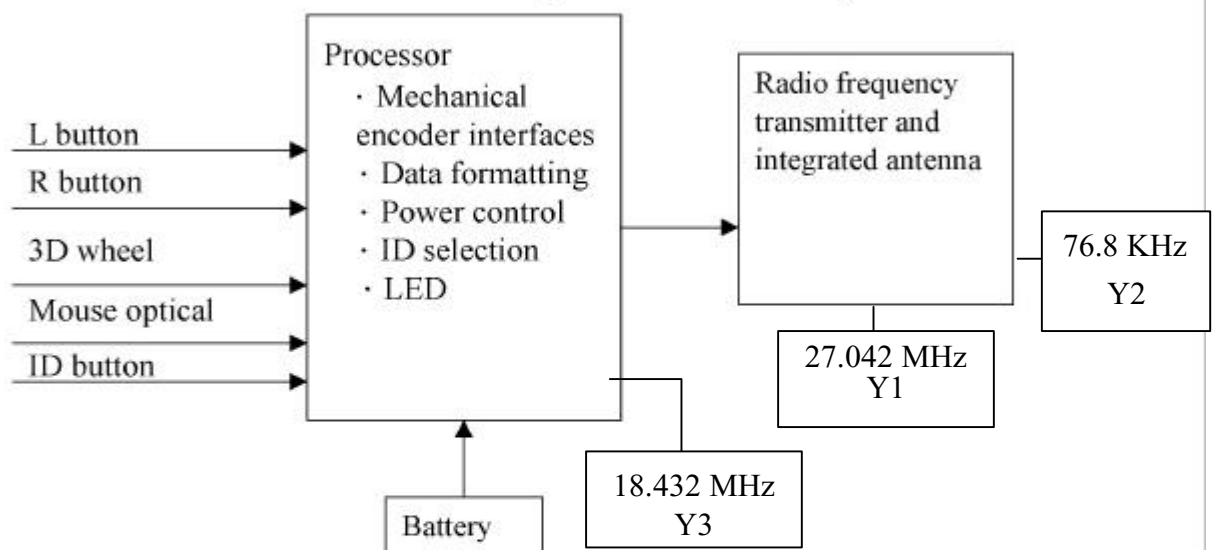 Processor
· Mechanical
encoder interfaces
· Data formatting
· Power control
· ID selection
· LED
L button
R button
3D wheel
Mouse optical
ID button
Radio frequency
transmitter and
integrated antenna
76.8 KHz
Y2
27.042 MHz
Y1
18.432 MHz
Y3
Battery